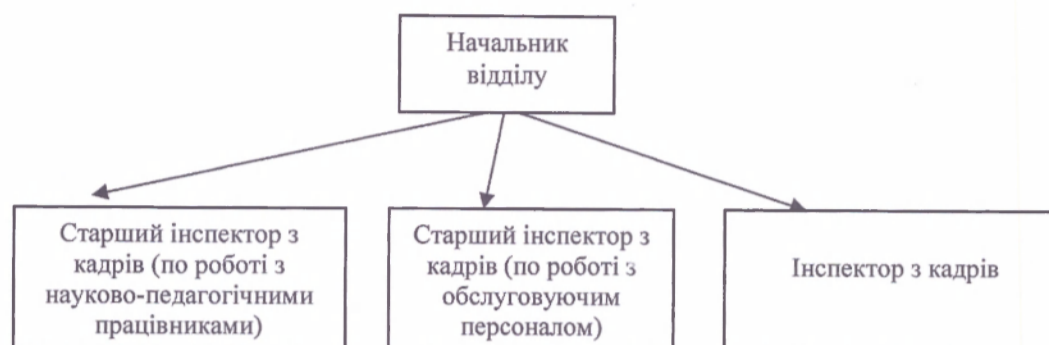 Начальник
відділу
Старший інспектор з
кадрів (по роботі з
науково-педагогічними
працівниками)
Старший інспектор з
кадрів (по роботі з
обслуговуючим
персоналом)
Інспектор з кадрів